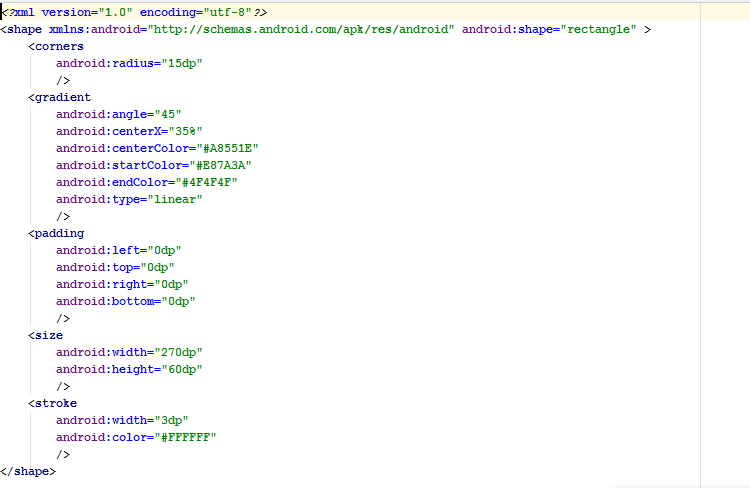 <?xml version="1.0" encoding="utf-8"?>
<shape xmlns:android="http://schemas.android.com/apk/res/android" android:shape="rectangle" >
    <corners
        android:radius="15dp"
        />
    <gradient
        android:angle="45"
        android:centerX="35%"
        android:centerColor="#A8551E"
        android:startColor="#E87A3A"
        android:endColor="#4F4F4F"
        android:type="linear"
        />
    <padding
        android:left="0dp"
        android:top="0dp"
        android:right="0dp"
        android:bottom="0dp"
        />
    <size
        android:width="270dp"
        android:height="60dp"
        />
    <stroke
        android:width="3dp"
        android:color="#FFFFFF"
        />
</shape>